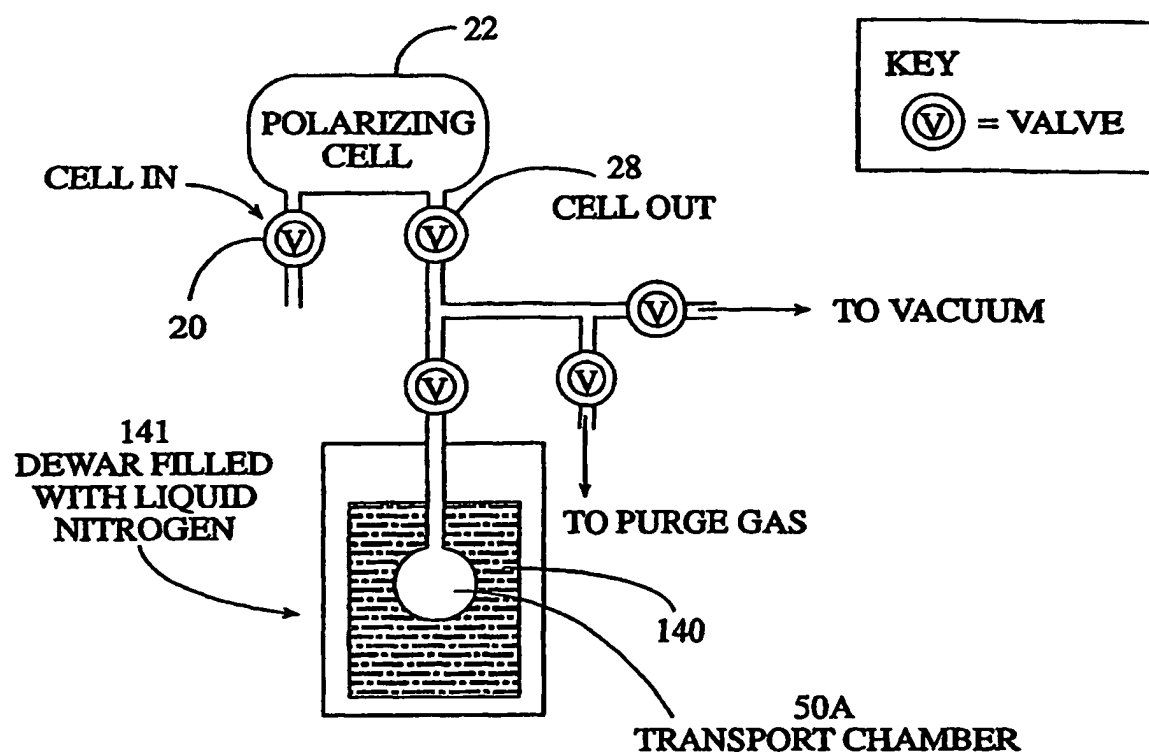 22
KEY
V = VALVE
POLARIZING
CELL
CELL IN
28
CELL OUT
V
V
20
V
TO VACUUM
V
V
141
DEWAR FILLED
WITH LIQUID
NITROGEN
TO PURGE GAS
140
50A
TRANSPORT CHAMBER